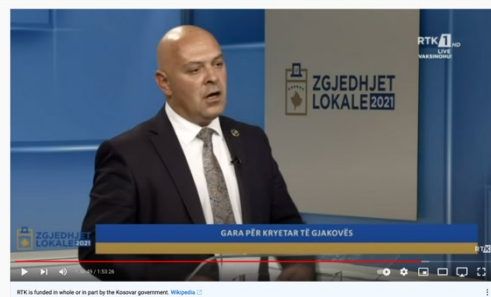 RTK 1 HD
LIVE
VAKSINOHU!
ZGJEDHJET
LOKALE 2021
GARA PËR KRYETAR TË GJAKOVËS
ZGJEDHJET
LOKALE 2021
RTK
/ 1:53:26
RTK is funded in whole or in part by the Kosovar government. Wikipedia